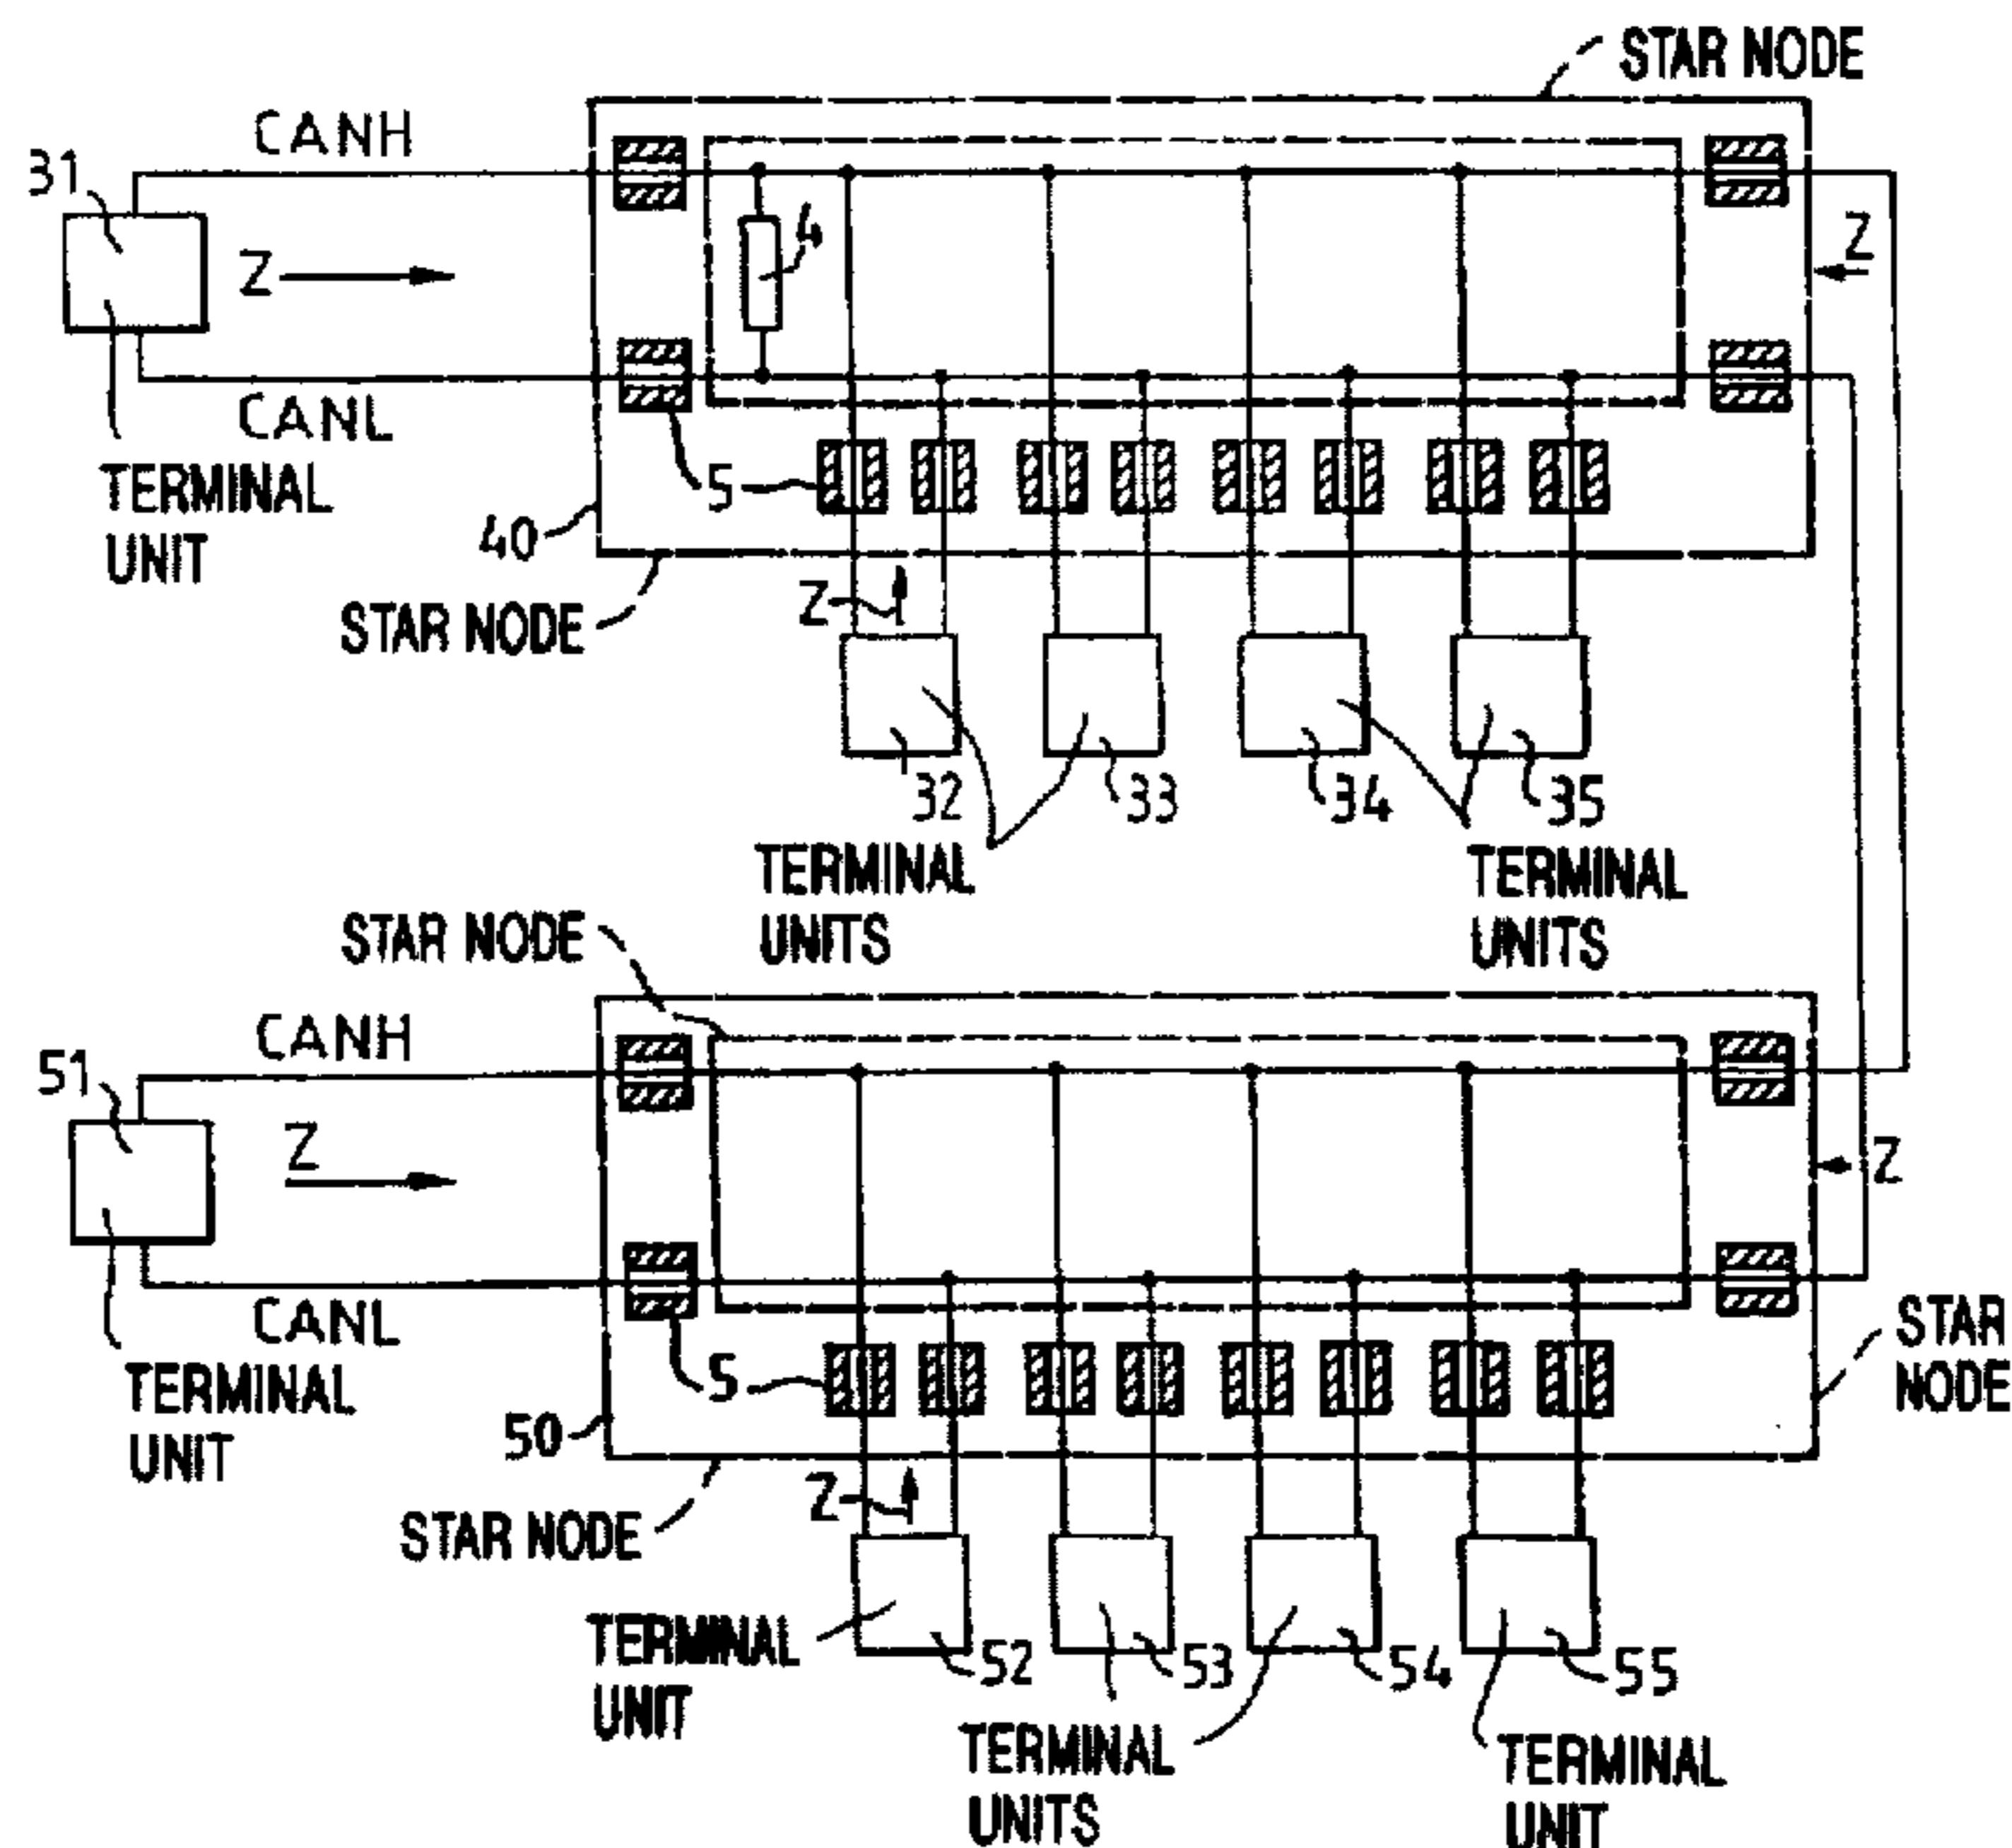 STAR NODE
CANH
31
Z
4
Z
CANL
TERMINAL
UNIT
5
40
Z
STAR NODE
32
33
34
35
TERMINAL
UNITS
TERMINAL
UNITS
STAR NODE
CANH
51
Z
Z
CANL
TERMINAL
UNIT
5
50
STAR
NODE
Z
STAR NODE
TERMINAL
UNIT
52
53
54
55
TERMINAL
UNITS
TERMINAL
UNIT